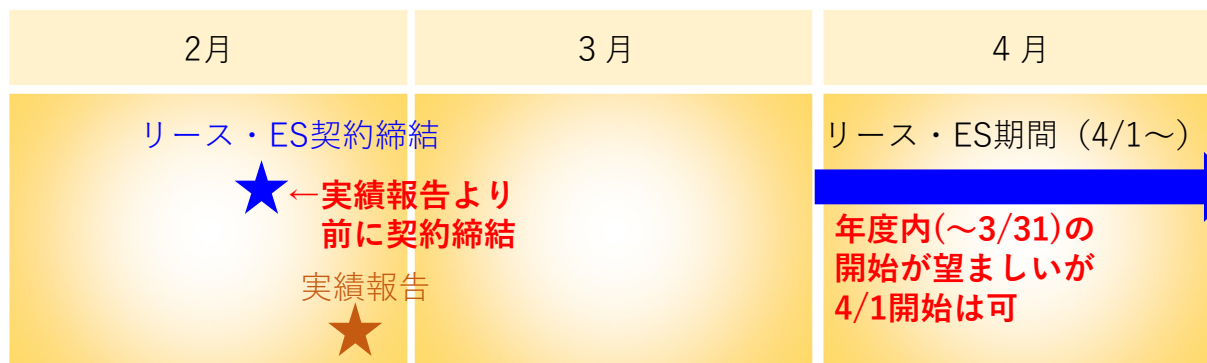 2月
3月
4月
リース・ES契約締結
←実績報告より
前に契約締結
実績報告
リース・ES期間（4/1～）
年度内(～3/31)の
開始が望ましいが
4/1開始は可